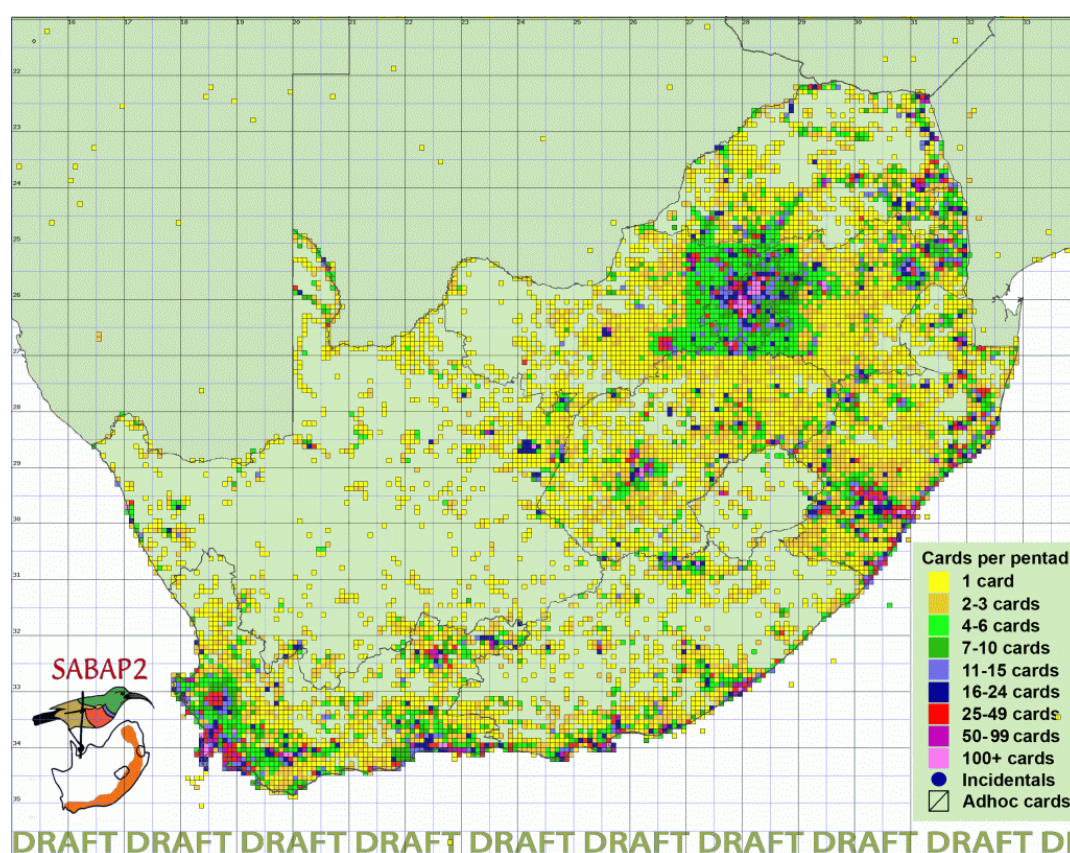 16 17 18 19 20 21 22 23 24 25 26 27 28 29 30 31 32 33
22
23
24
25
26
27
28
29
30
31
32
33
34
35
SABAP2
Cards per pentad
1 card
2-3 cards
4-6 cards
7-10 cards
11-15 cards
16-24 cards
25-49 cards
50-99 cards
100+ cards
Incidentals
Adhoc cards
DRAFT DRAFT DRAFT DRAFT DRAFT DRAFT DRAFT DRAFT DRAFT D